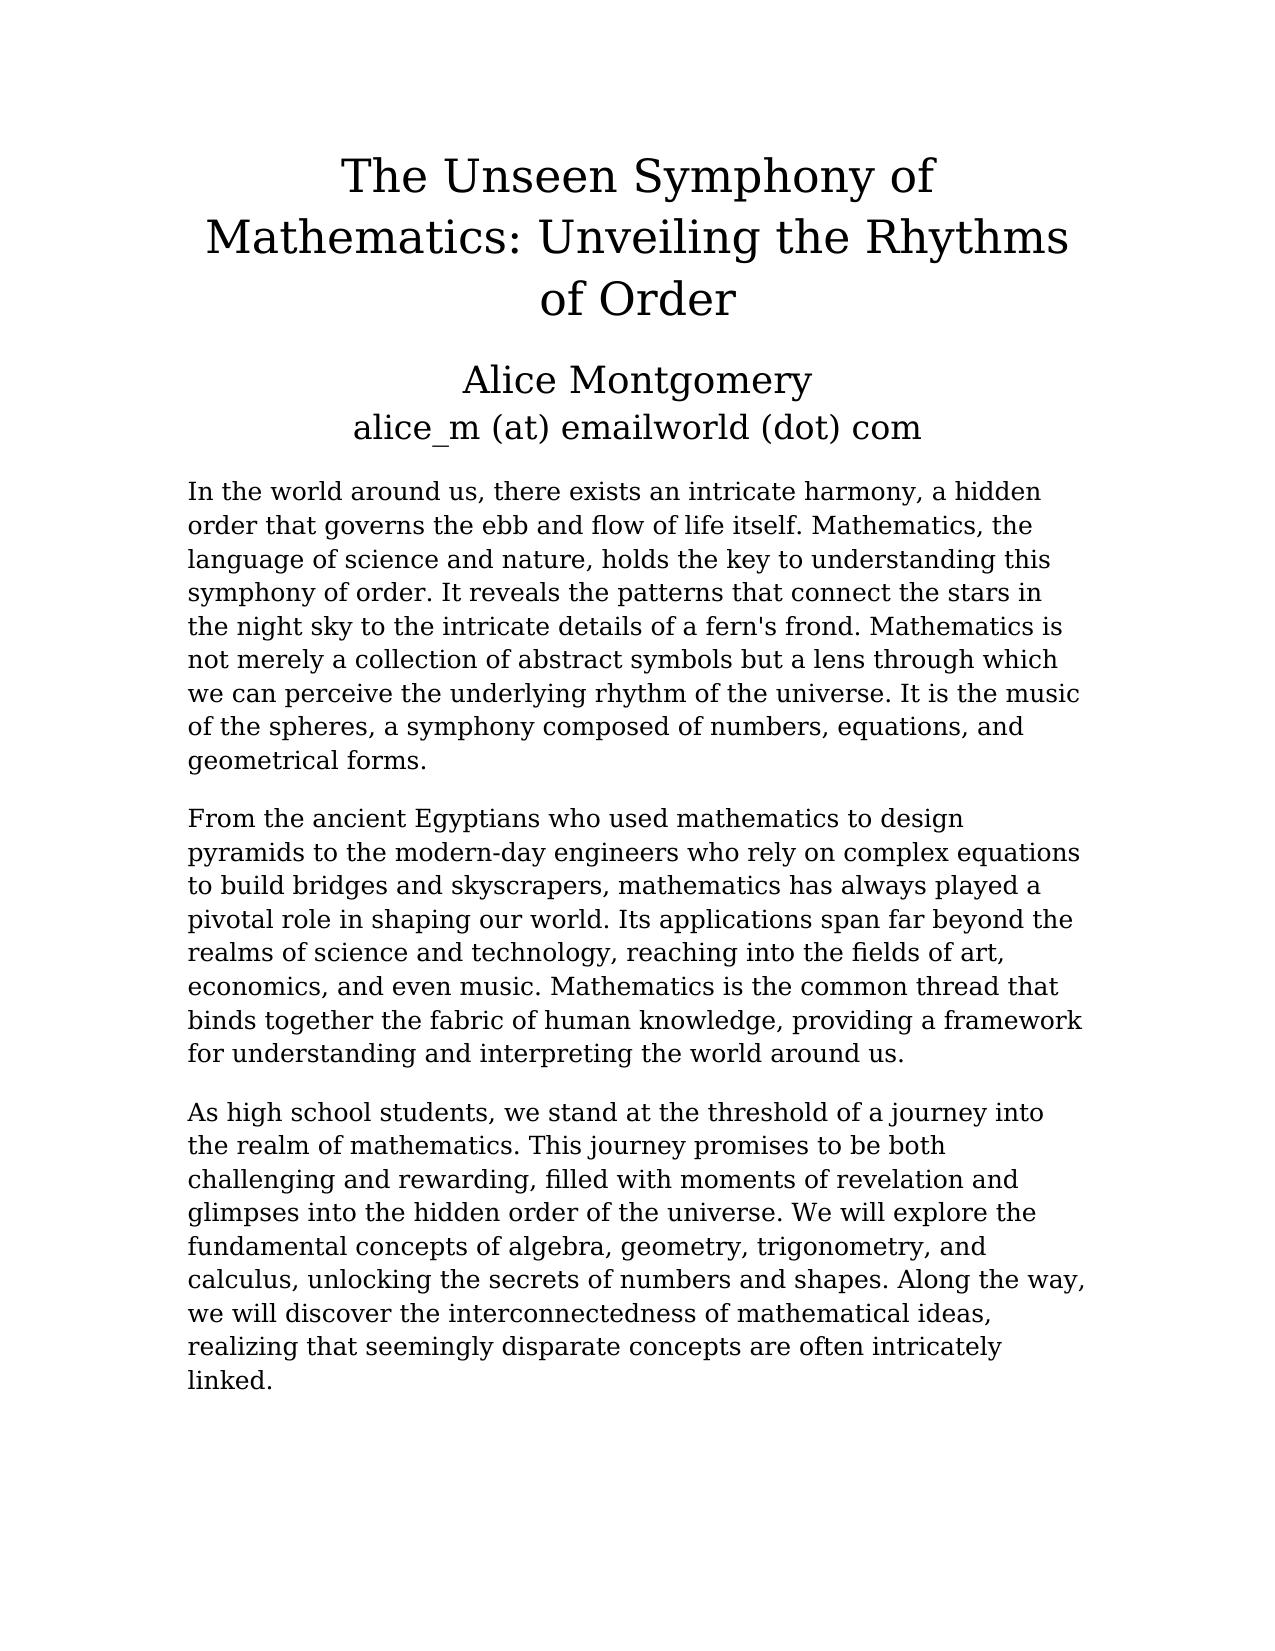 The Unseen Symphony of
Mathematics: Unveiling the Rhythms
of Order
Alice Montgomery
alice_m (at) emailworld (dot) com
In the world around us, there exists an intricate harmony, a hidden
order that governs the ebb and flow of life itself. Mathematics, the
language of science and nature, holds the key to understanding this
symphony of order. It reveals the patterns that connect the stars in
the night sky to the intricate details of a fern's frond. Mathematics is
not merely a collection of abstract symbols but a lens through which
we can perceive the underlying rhythm of the universe. It is the music
of the spheres, a symphony composed of numbers, equations, and
geometrical forms.
From the ancient Egyptians who used mathematics to design
pyramids to the modern-day engineers who rely on complex equations
to build bridges and skyscrapers, mathematics has always played a
pivotal role in shaping our world. Its applications span far beyond the
realms of science and technology, reaching into the fields of art,
economics, and even music. Mathematics is the common thread that
binds together the fabric of human knowledge, providing a framework
for understanding and interpreting the world around us.
As high school students, we stand at the threshold of a journey into
the realm of mathematics. This journey promises to be both
challenging and rewarding, filled with moments of revelation and
glimpses into the hidden order of the universe. We will explore the
fundamental concepts of algebra, geometry, trigonometry, and
calculus, unlocking the secrets of numbers and shapes. Along the way,
we will discover the interconnectedness of mathematical ideas,
realizing that seemingly disparate concepts are often intricately
linked.